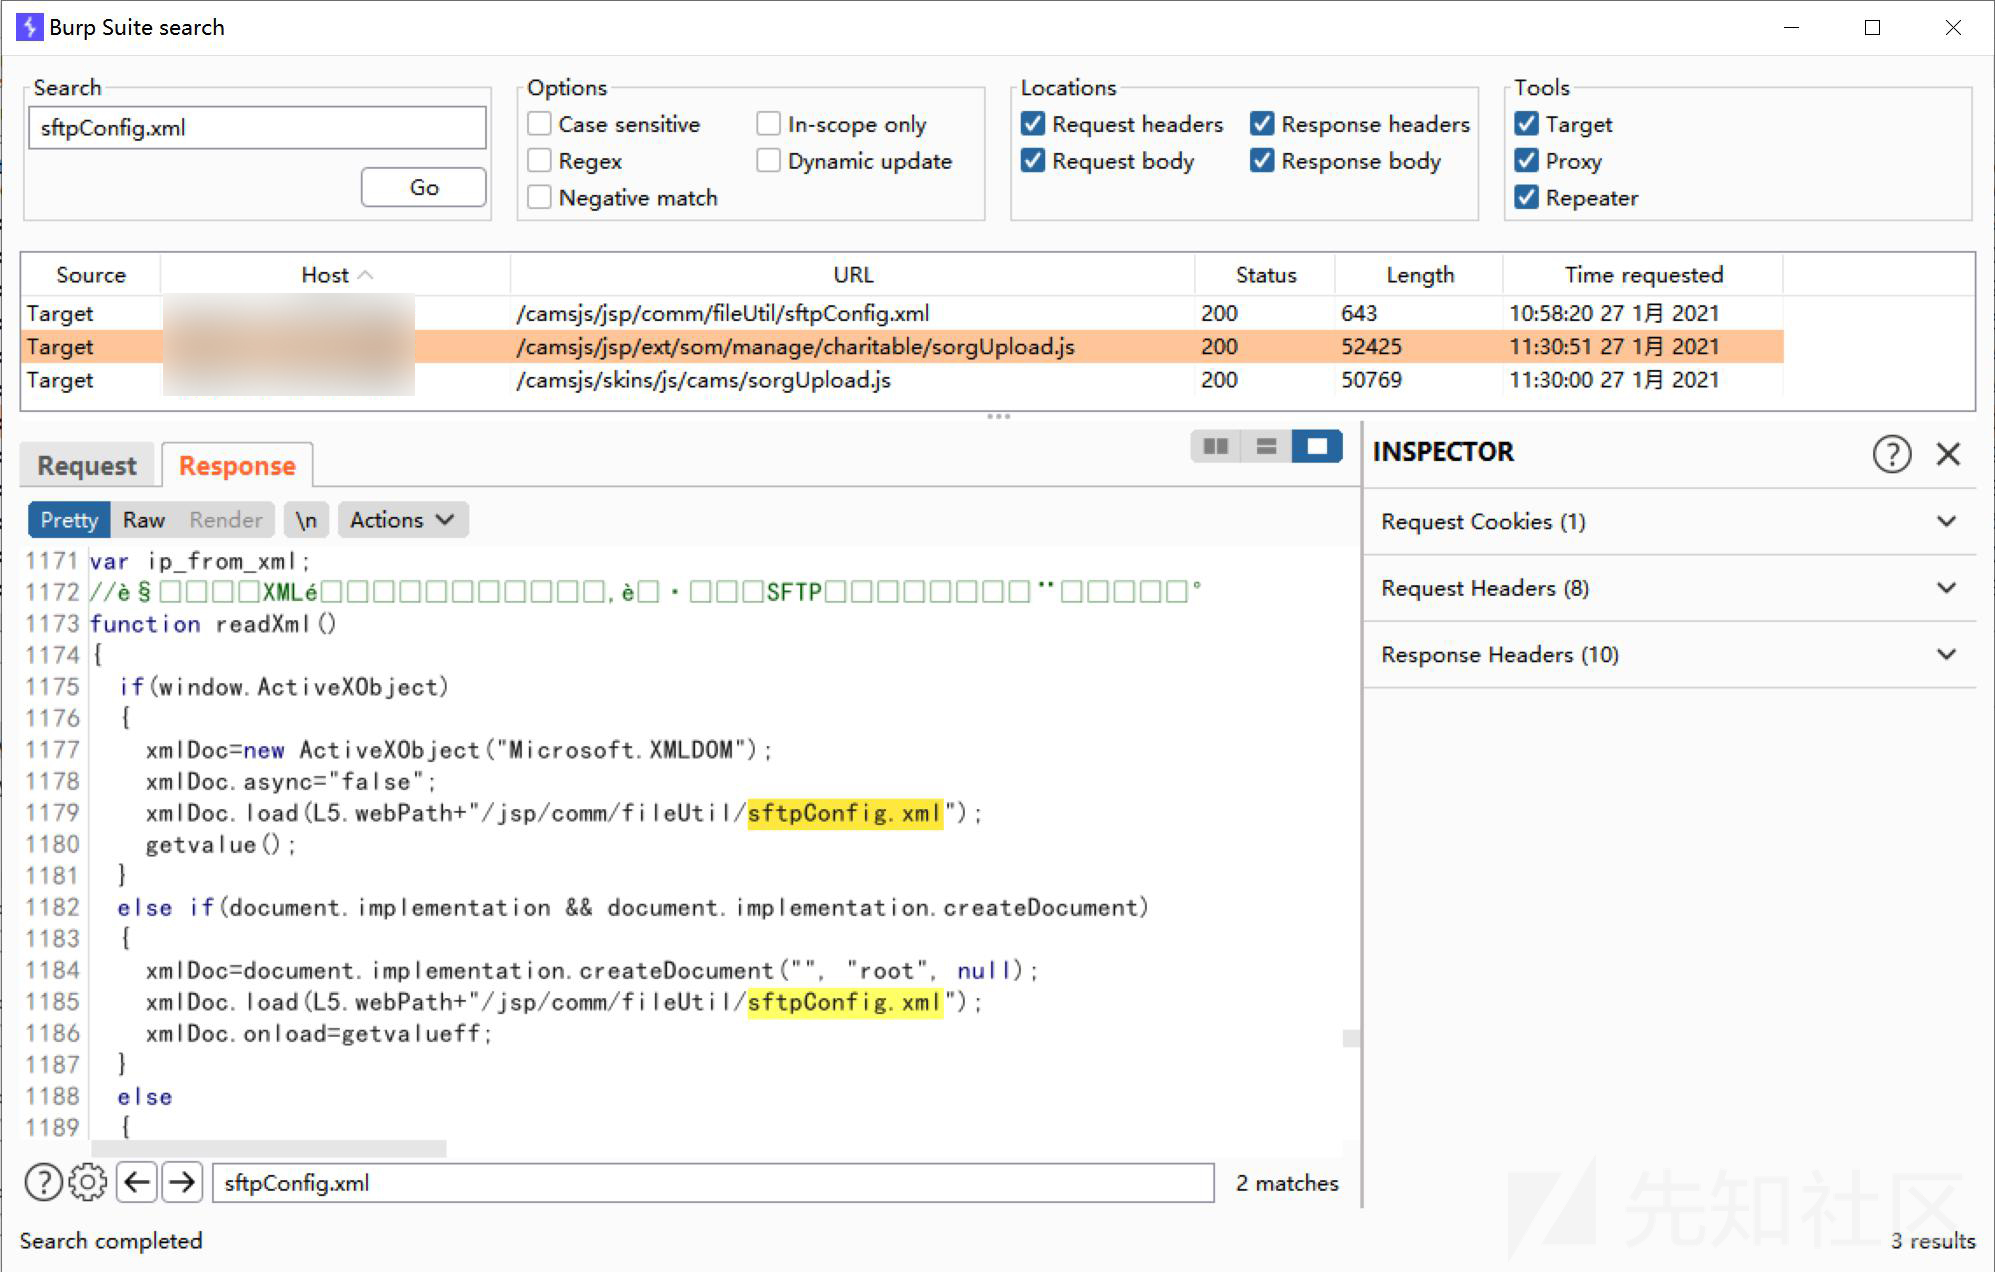 Burp Suite search
Search
sftpConfig.xml
Go
Options
Case sensitive
In-scope only
Regex
Dynamic update
Negative match
Locations
Request headers
Response headers
Request body
Response body
Tools
Target
Proxy
Repeater
Source Host URL Status Length Time requested
Target /camsjs/jsp/comm/fileUtil/sftpConfig.xml 200 643 10:58:20 27 1月 2021
Target /camsjs/jsp/ext/som/manage/charitable/sorgUpload.js 200 52425 11:30:51 27 1月 2021
Target /camsjs/skins/js/cams/sorgUpload.js 200 50769 11:30:00 27 1月 2021
Request Response
Pretty Raw Render \n Actions
1171 var ip_from_xml;
1172 //è§□□□□XMLé□□□□□□□□□□□,è□·□□□SFTP□□□□□□□□¨□□□□□°
1173 function readXml()
1174 {
1175 if(window.ActiveXObject)
1176 {
1177 xmlDoc=new ActiveXObject("Microsoft.XMLDOM");
1178 xmlDoc.async="false";
1179 xmlDoc.load(L5.webPath+"/jsp/comm/fileUtil/sftpConfig.xml");
1180 getvalue();
1181 }
1182 else if(document.implementation && document.implementation.createDocument)
1183 {
1184 xmlDoc=document.implementation.createDocument("", "root", null);
1185 xmlDoc.load(L5.webPath+"/jsp/comm/fileUtil/sftpConfig.xml");
1186 xmlDoc.onload=getvalueff;
1187 }
1188 else
1189 {
sftpConfig.xml
2 matches
INSPECTOR
Request Cookies (1)
Request Headers (8)
Response Headers (10)
先知社区
Search completed
3 results